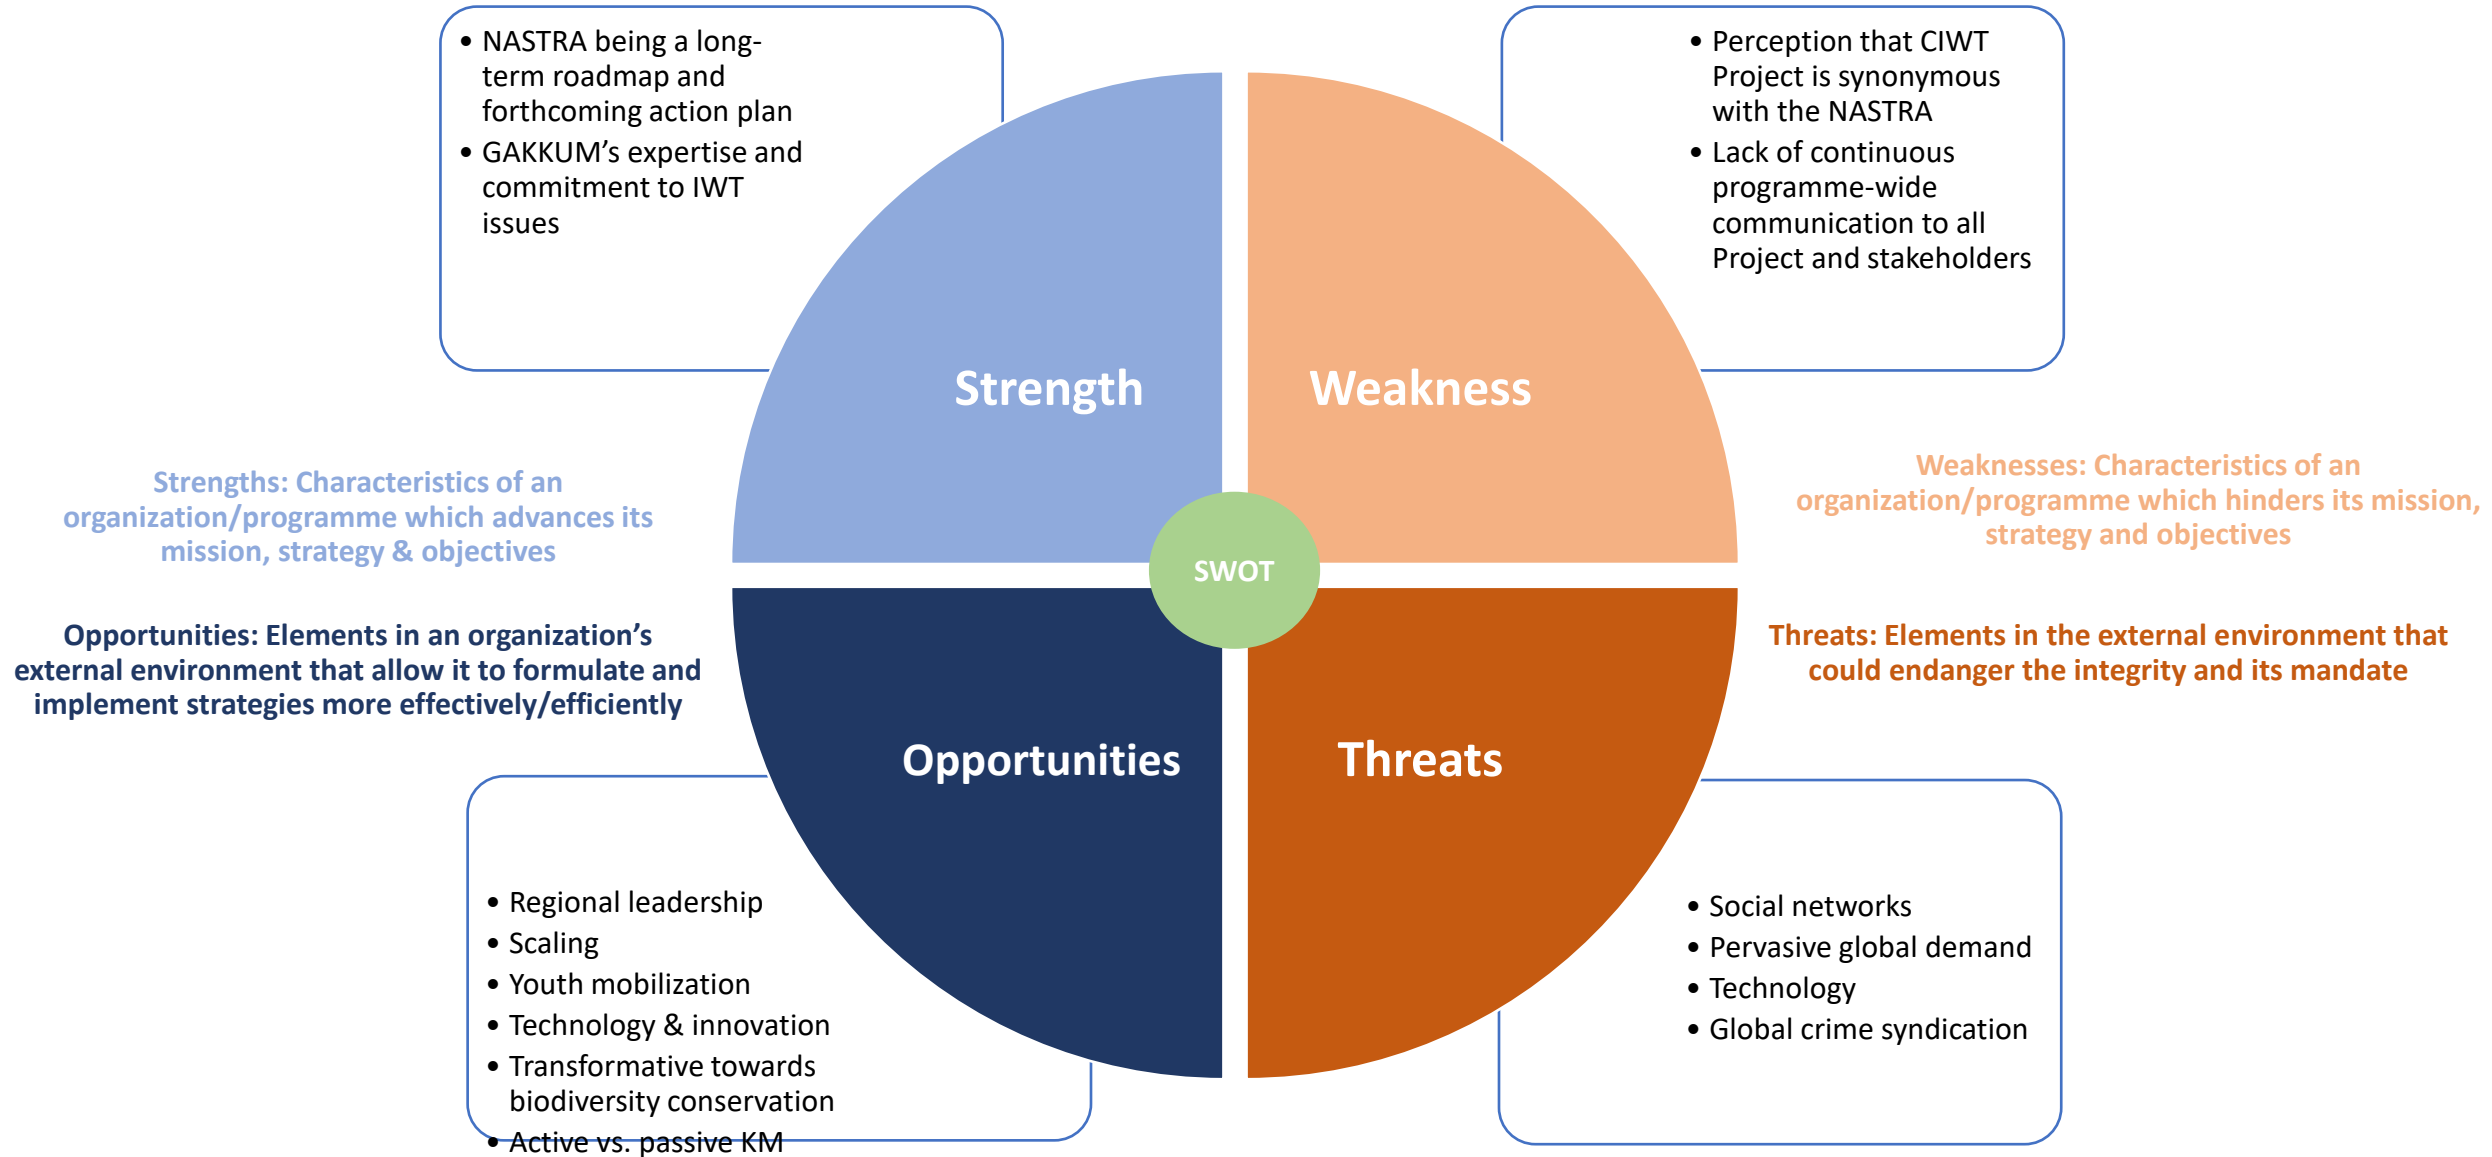 • NASTRA being a long-
term roadmap and
forthcoming action plan
• GAKKUM’s expertise and
commitment to IWT
issues
• Perception that CIWT
Project is synonymous
with the NASTRA
• Lack of continuous
programme-wide
communication to all
Project and stakeholders
Strength
Weakness
Strengths: Characteristics of an
organization/programme which advances its
mission, strategy & objectives
Weaknesses: Characteristics of an
organization/programme which hinders its mission,
strategy and objectives
SWOT
Opportunities: Elements in an organization’s
external environment that allow it to formulate and
implement strategies more effectively/efficiently
Threats: Elements in the external environment that
could endanger the integrity and its mandate
Opportunities
Threats
• Regional leadership
• Scaling
• Youth mobilization
• Technology & innovation
• Transformative towards
biodiversity conservation
• Active vs. passive KM
• Social networks
• Pervasive global demand
• Technology
• Global crime syndication